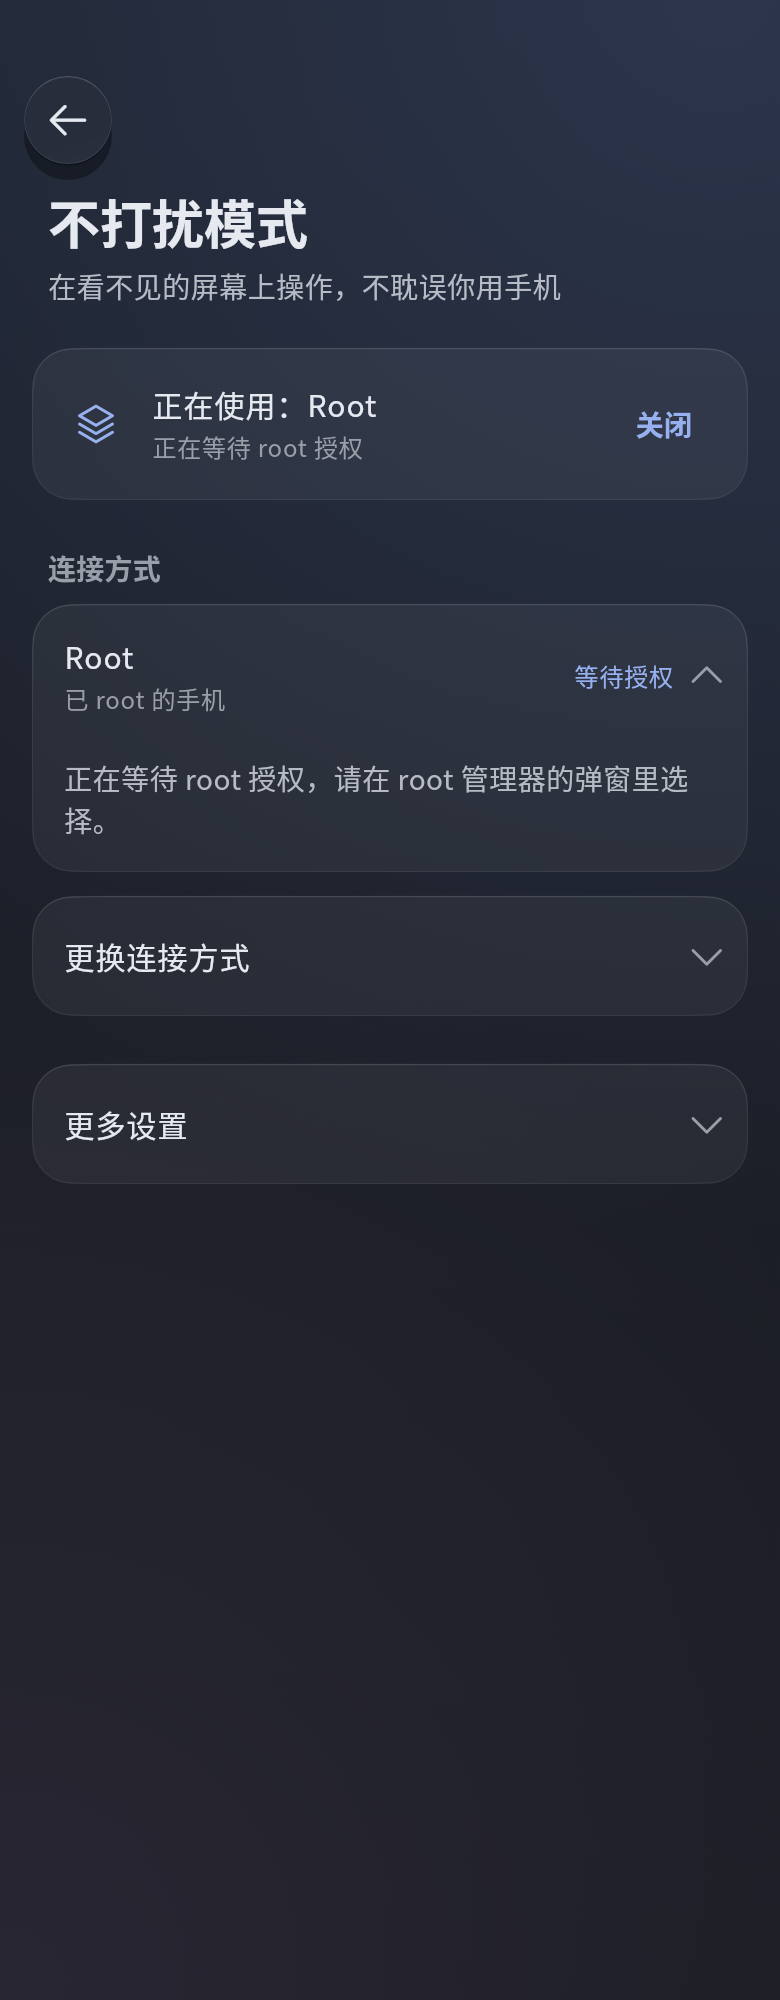 不打扰模式
在看不见的屏幕上操作，不耽误你用手机
正在使用：Root
正在等待 root 授权
关闭
连接方式
Root
已 root 的手机
等待授权
正在等待 root 授权，请在 root 管理器的弹窗里选
择。
更换连接方式
更多设置